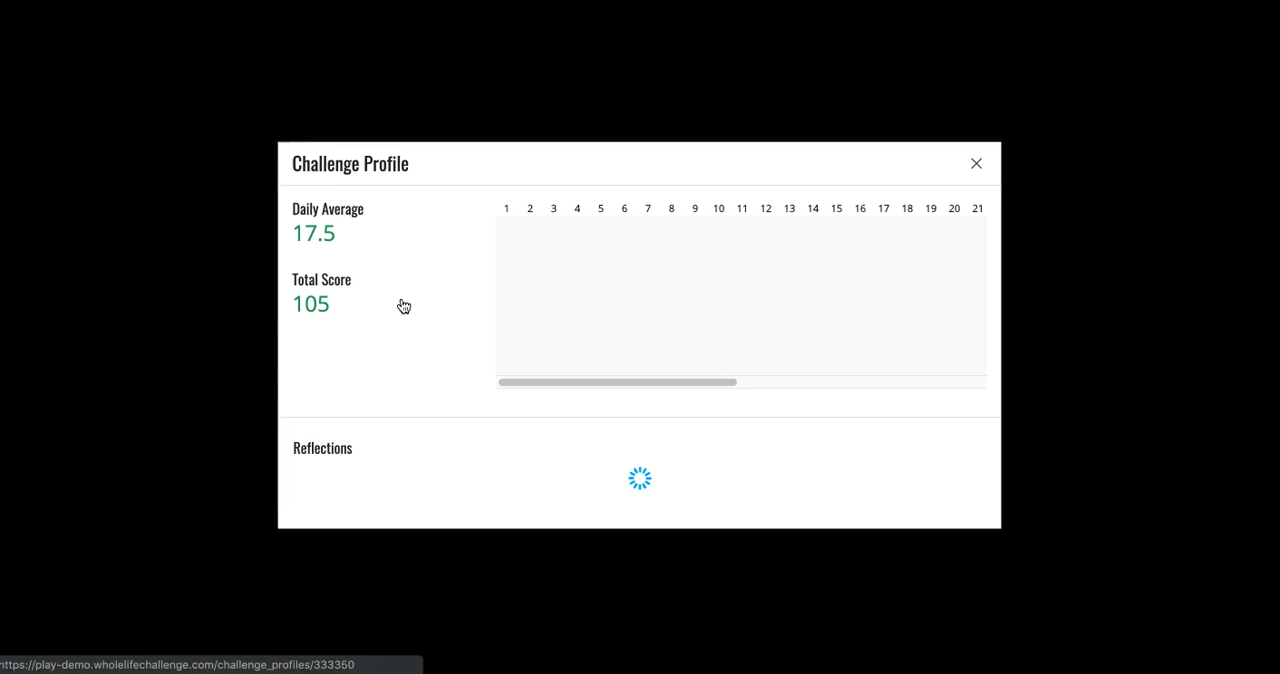 Challenge Profile
Daily Average
17.5
Total Score
105
1 2 3 4 5 6 7 8 9 10 11 12 13 14 15 16 17 18 19 20 21
Reflections
https://play-demo.wholelifechallenge.com/challenge_profiles/333350